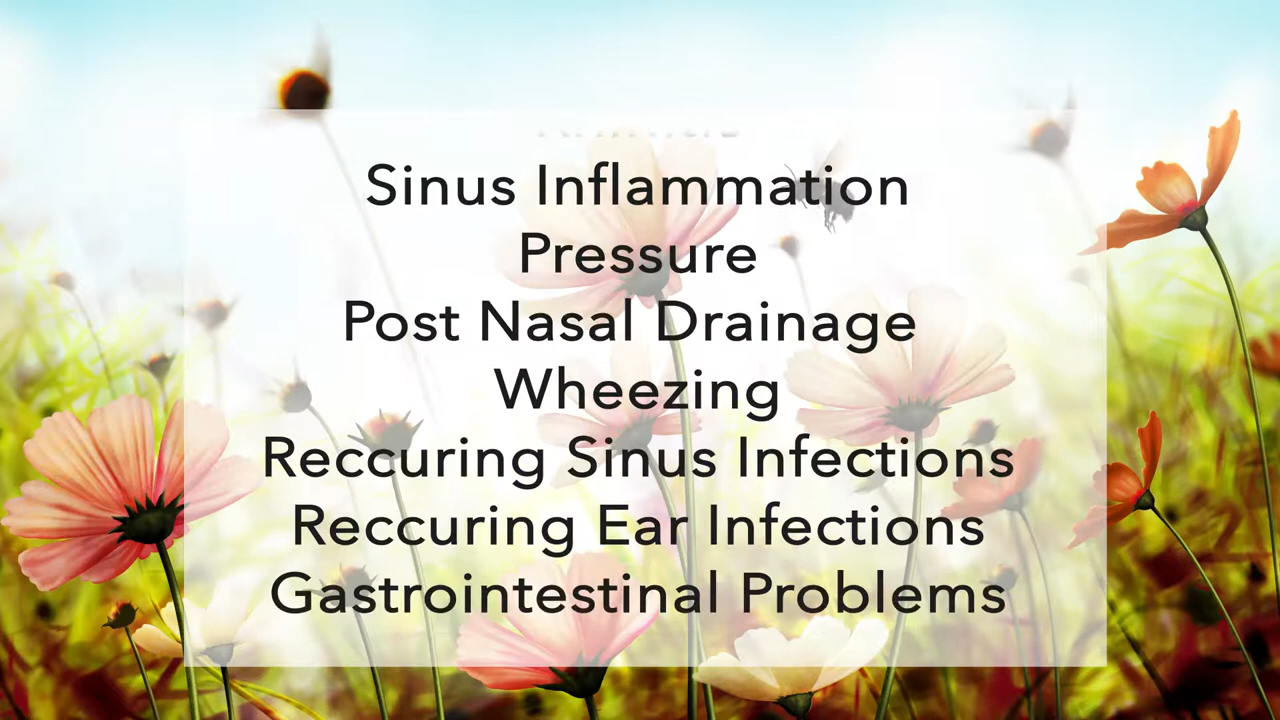 Sinus Inflammation
Pressure
Post Nasal Drainage
Wheezing
Reccuring Sinus Infections
Reccuring Ear Infections
Gastrointestinal Problems